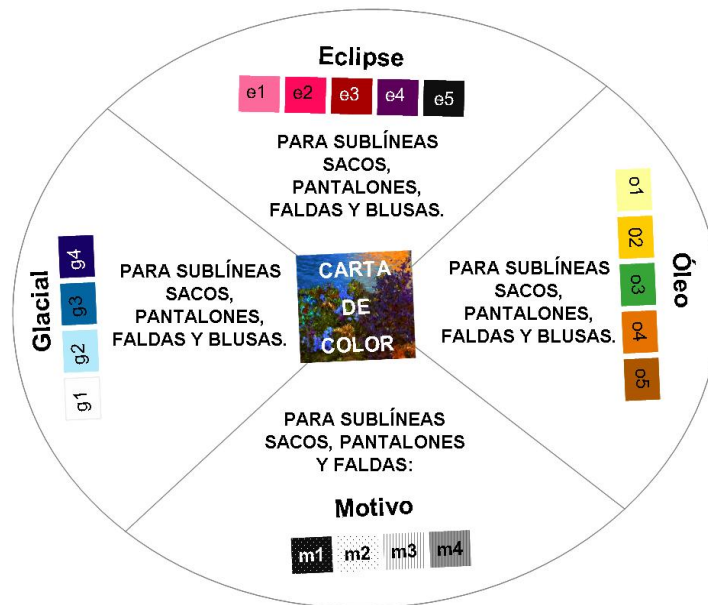 Eclipse
e1 e2 e3 e4 e5
PARA SUBLÍNEAS
SACOS,
PANTALONES,
FALDAS Y BLUSAS.
Glacial
g4
g3
g2
g1
PARA SUBLÍNEAS
SACOS,
PANTALONES,
FALDAS Y BLUSAS.
CARTA
DE
COLOR
PARA SUBLÍNEAS
SACOS,
PANTALONES,
FALDAS Y BLUSAS.
o1
02
o3
o4
o5
Óleo
PARA SUBLÍNEAS
SACOS, PANTALONES
Y FALDAS:
Motivo
m1 m2 m3 m4